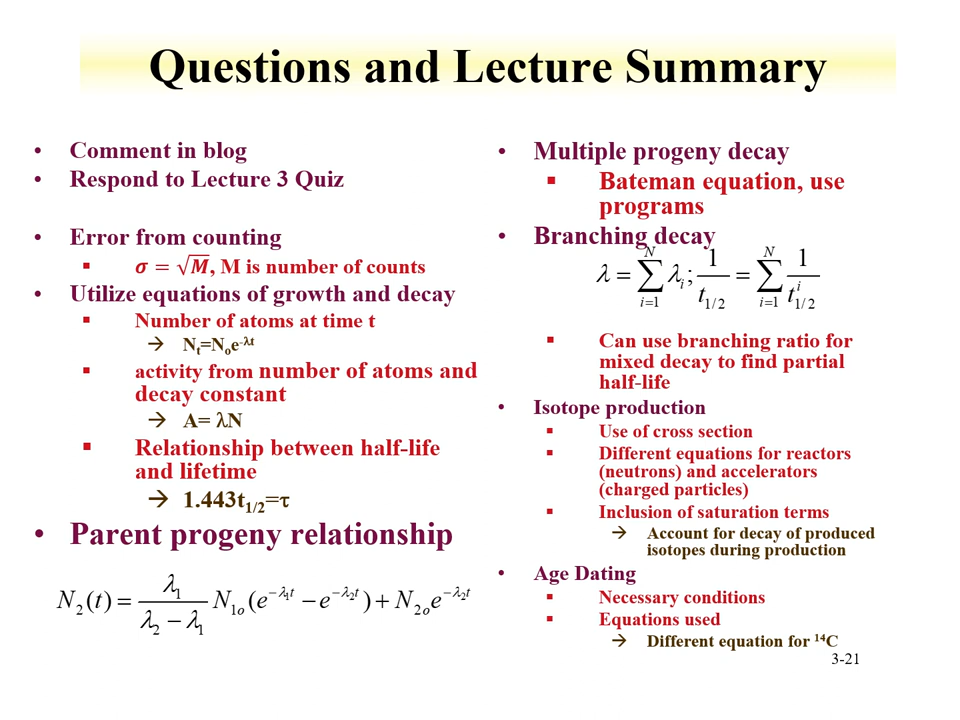 Questions and Lecture Summary
• Comment in blog
• Respond to Lecture 3 Quiz
• Error from counting
▪ σ = √M, M is number of counts
• Utilize equations of growth and decay
▪ Number of atoms at time t
→ Nₜ=Nₒe^-λt
▪ activity from number of atoms and
decay constant
→ A= λN
▪ Relationship between half-life
and lifetime
→ 1.443t_1/2=τ
• Parent progeny relationship
N₂(t) = λ₁/(λ₂ − λ₁) N₁ₒ(e^−λ₁t − e^−λ₂t) + N₂ₒe^−λ₂t
• Multiple progeny decay
▪ Bateman equation, use
programs
• Branching decay
λ = ∑_{i=1}^{N} λᵢ; 1/t_1/2 = ∑_{i=1}^{N} 1/t^i_1/2
▪ Can use branching ratio for
mixed decay to find partial
half-life
• Isotope production
▪ Use of cross section
▪ Different equations for reactors
(neutrons) and accelerators
(charged particles)
▪ Inclusion of saturation terms
→ Account for decay of produced
isotopes during production
• Age Dating
▪ Necessary conditions
▪ Equations used
→ Different equation for ¹⁴C
3-21